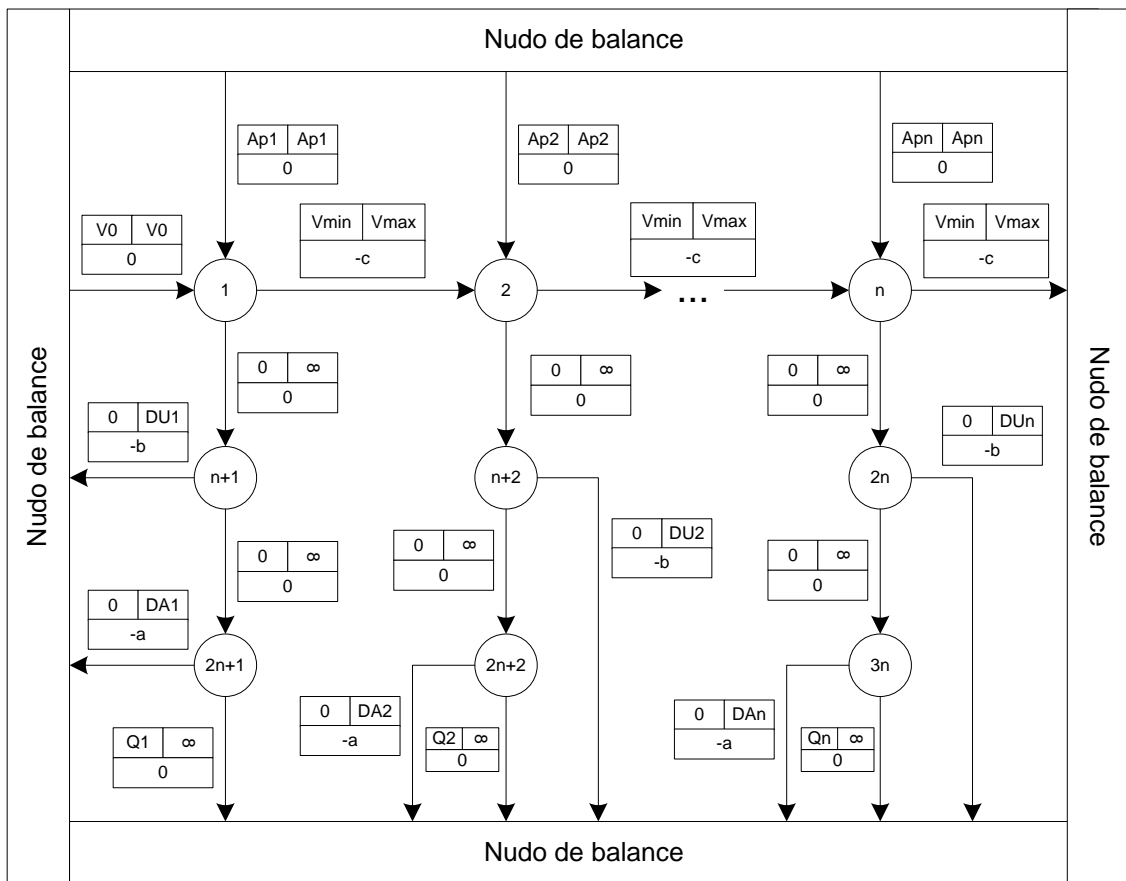 Nudo de balance
Ap1 Ap1
0
Ap2 Ap2
0
Apn Apn
0
V0 V0
0
Vmin Vmax
-c
Vmin Vmax
-c
Vmin Vmax
-c
1
2
...
n
Nudo de balance
Nudo de balance
0 ∞
0
0 ∞
0
0 ∞
0
0 DU1
-b
0 DUn
-b
n+1
n+2
2n
0 ∞
0
0 ∞
0
0 DU2
-b
0 ∞
0
0 DA1
-a
2n+1
2n+2
3n
0 DA2
-a
0 DAn
-a
Q1 ∞
0
Q2 ∞
0
Qn ∞
0
Nudo de balance